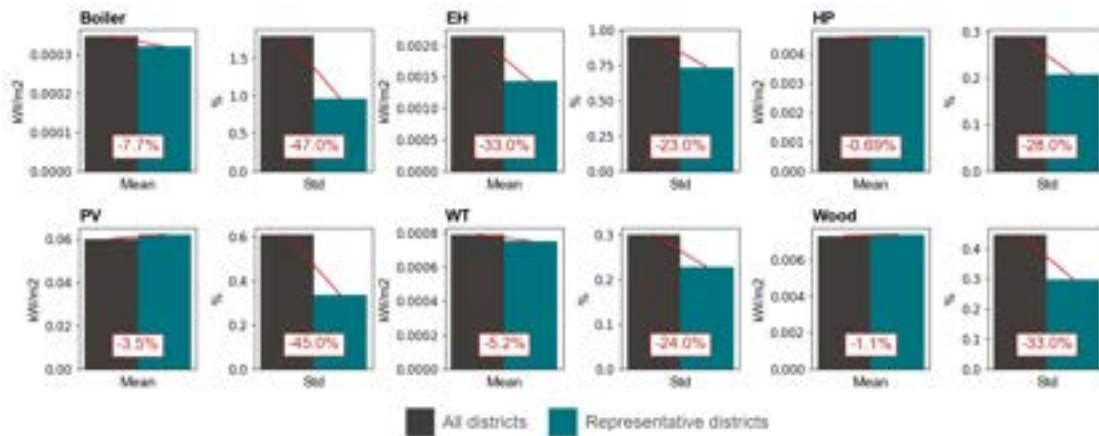 Boiler
EH
HP
0.0003
0.0002
0.0001
0.0000
kW/m2
-7.7%
Mean
1.5
1.0
0.5
0.0
%
-47.0%
Std
0.0020
0.0015
0.0010
0.0005
0.0000
kW/m2
-33.0%
Mean
1.00
0.75
0.50
0.25
0.00
%
-23.0%
Std
0.004
0.003
0.002
0.001
0.000
kW/m2
-0.69%
Mean
0.3
0.2
0.1
0.0
%
-28.0%
Std
PV
WT
Wood
0.06
0.04
0.02
0.00
kW/m2
-3.5%
Mean
0.6
0.4
0.2
0.0
%
-45.0%
Std
0.0008
0.0006
0.0004
0.0002
0.0000
kW/m2
-5.2%
Mean
0.3
0.2
0.1
0.0
%
-24.0%
Std
0.006
0.004
0.002
0.000
kW/m2
-1.1%
Mean
0.4
0.3
0.2
0.1
0.0
%
-33.0%
Std
All districts
Representative districts